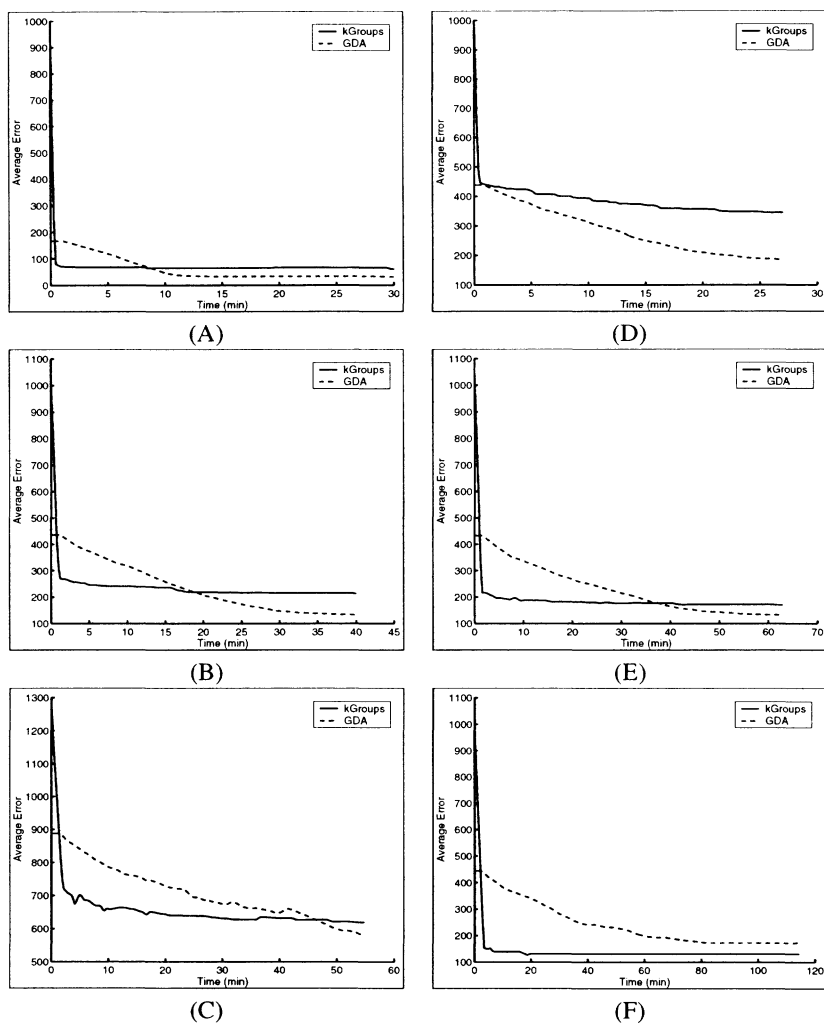 1000
900
800
700
600
500
400
300
200
100
0
Average Error
0 5 10 15 20 25 30
Time (min)
kGroups
GDA
(A)
1000
900
800
700
600
500
400
300
200
100
Average Error
0 5 10 15 20 25 30
Time (min)
kGroups
GDA
(D)
1100
1000
900
800
700
600
500
400
300
200
100
Average Error
0 5 10 15 20 25 30 35 40 45
Time (min)
kGroups
GDA
(B)
1100
1000
900
800
700
600
500
400
300
200
100
Average Error
0 10 20 30 40 50 60 70
Time (min)
kGroups
GDA
(E)
1300
1200
1100
1000
900
800
700
600
500
Average Error
0 10 20 30 40 50 60
Time (min)
kGroups
GDA
(C)
1100
1000
900
800
700
600
500
400
300
200
100
Average Error
0 20 40 60 80 100 120
Time (min)
kGroups
GDA
(F)